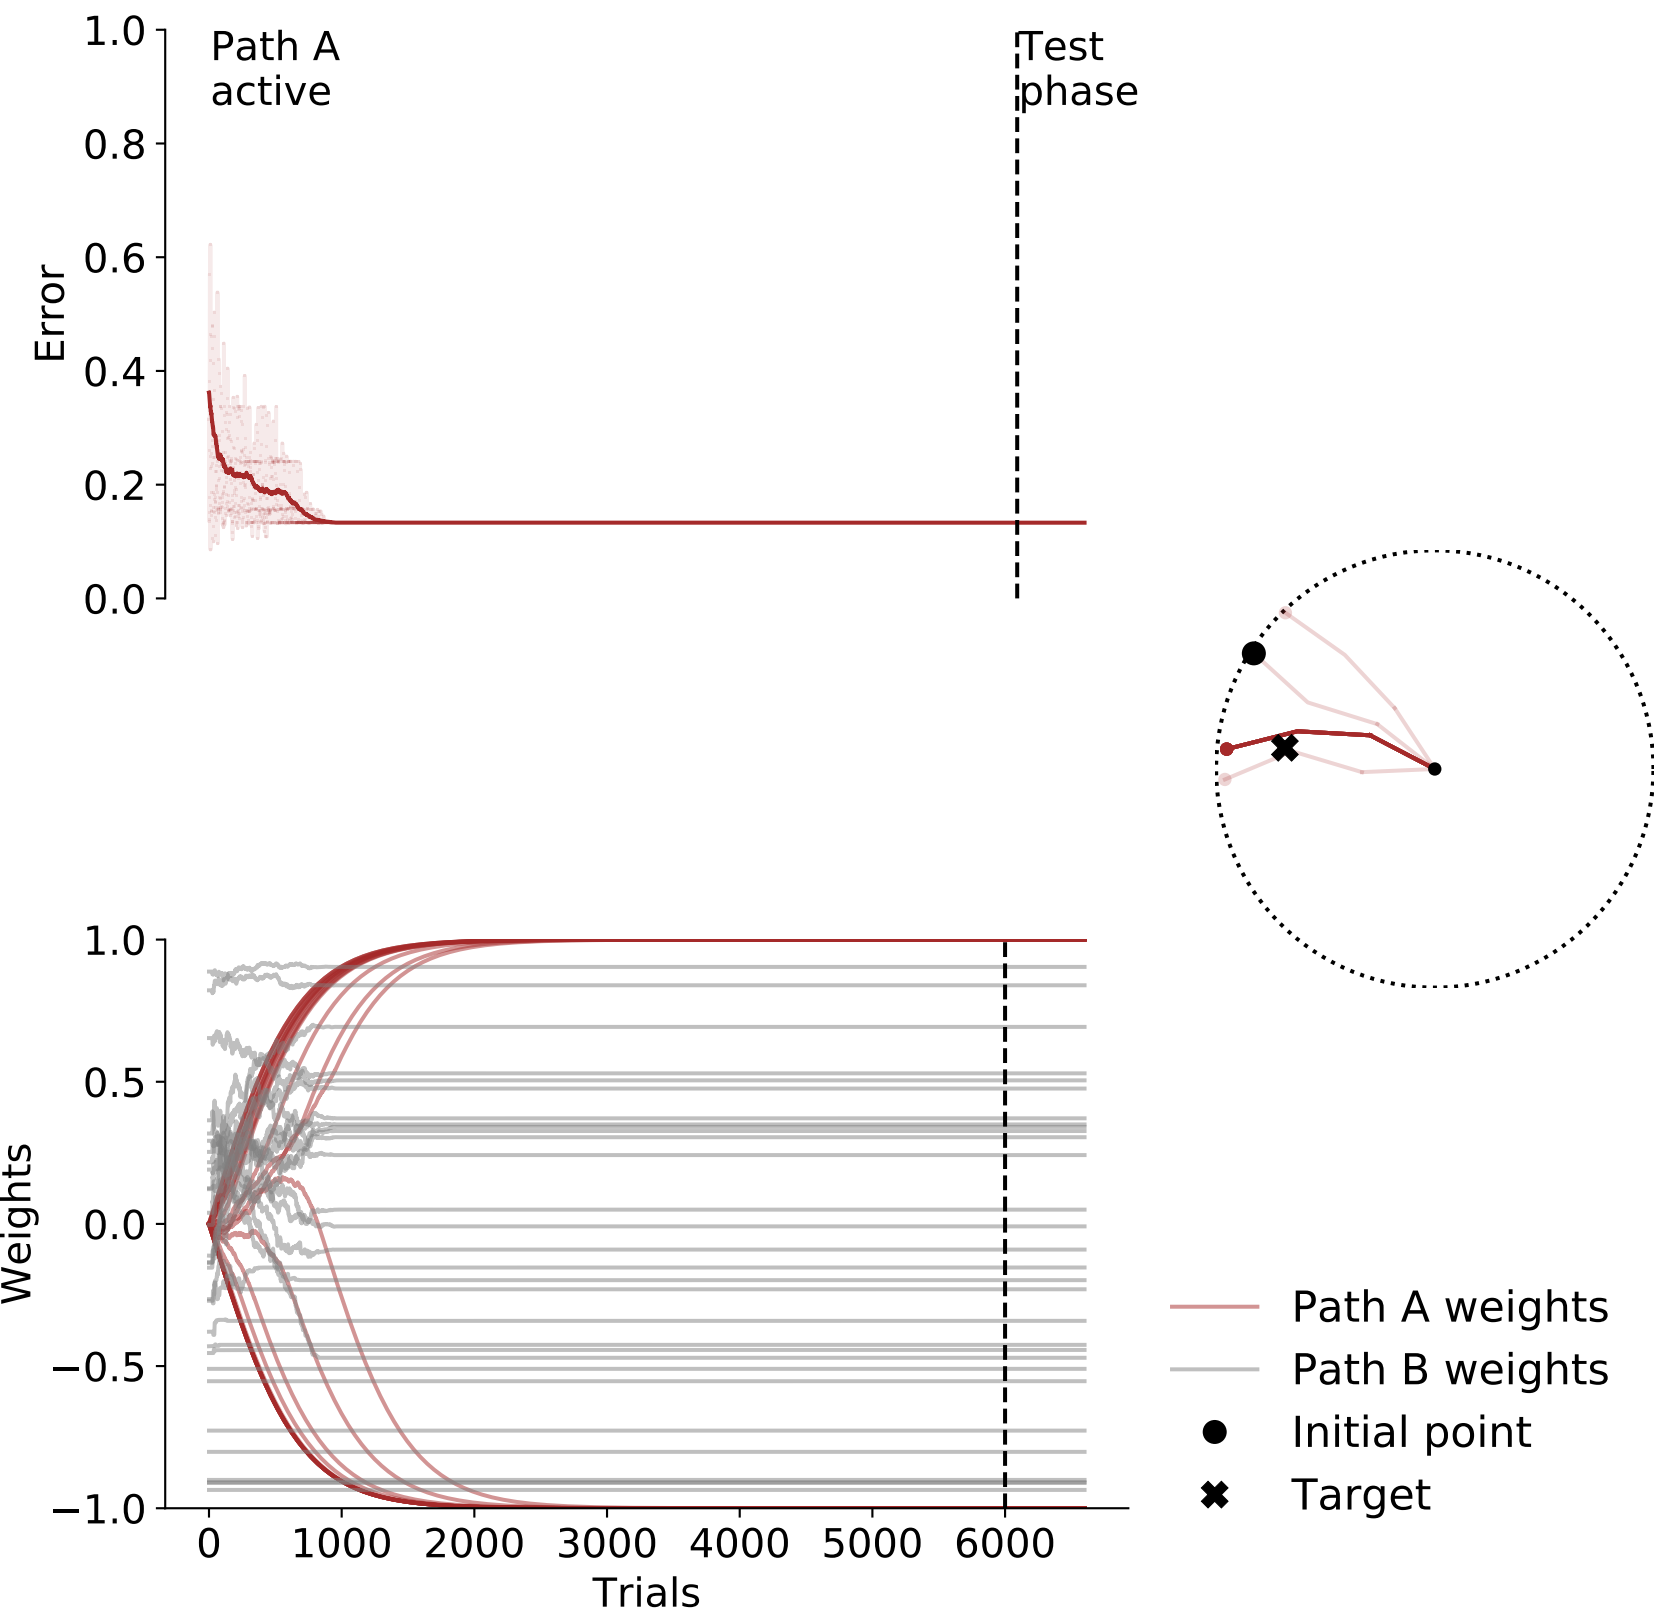 Path A
active
Test
phase
1.0
0.8
0.6
0.4
0.2
0.0
Error
1.0
0.5
0.0
−0.5
−1.0
Weights
0
1000
2000
3000
4000
5000
6000
Trials
Path A weights
Path B weights
Initial point
Target